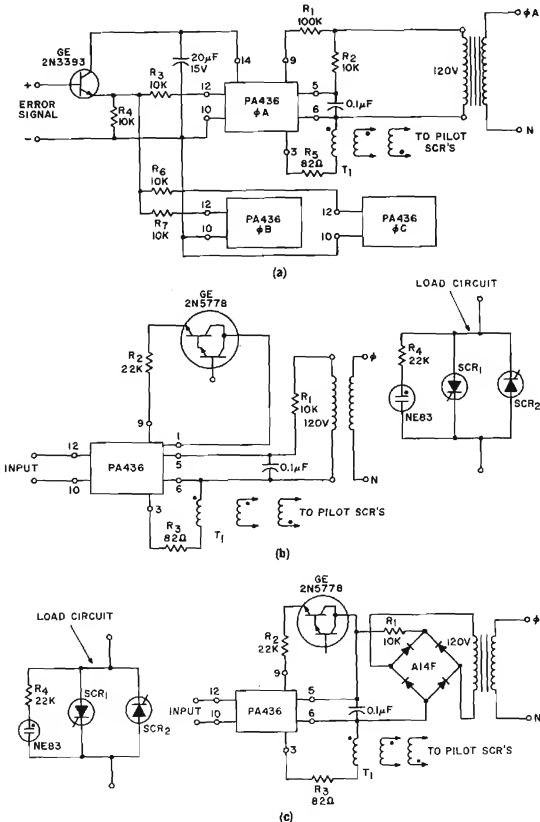 GE
2N3393
+
ERROR
SIGNAL
–
R4
10K
R3
10K
20μF
15V
14
12
10
PA436
φA
9
5
6
3
R1
100K
R2
10K
0.1μF
R5
82Ω
T1
120V
φA
N
TO PILOT
SCR'S
R6
10K
R7
10K
12
10
PA436
φB
12
10
PA436
φC
(a)
GE
2N5778
R2
22K
9
INPUT
12
10
PA436
1
5
6
3
R1
10K
120V
0.1μF
φ
N
R3
82Ω
T1
TO PILOT SCR'S
LOAD CIRCUIT
R4
22K
NE83
SCR1
SCR2
(b)
LOAD CIRCUIT
R4
22K
NE83
SCR1
SCR2
GE
2N5778
R2
22K
9
INPUT
12
10
PA436
5
6
3
R1
10K
A14F
120V
0.1μF
φ
N
R3
82Ω
T1
TO PILOT SCR'S
(c)